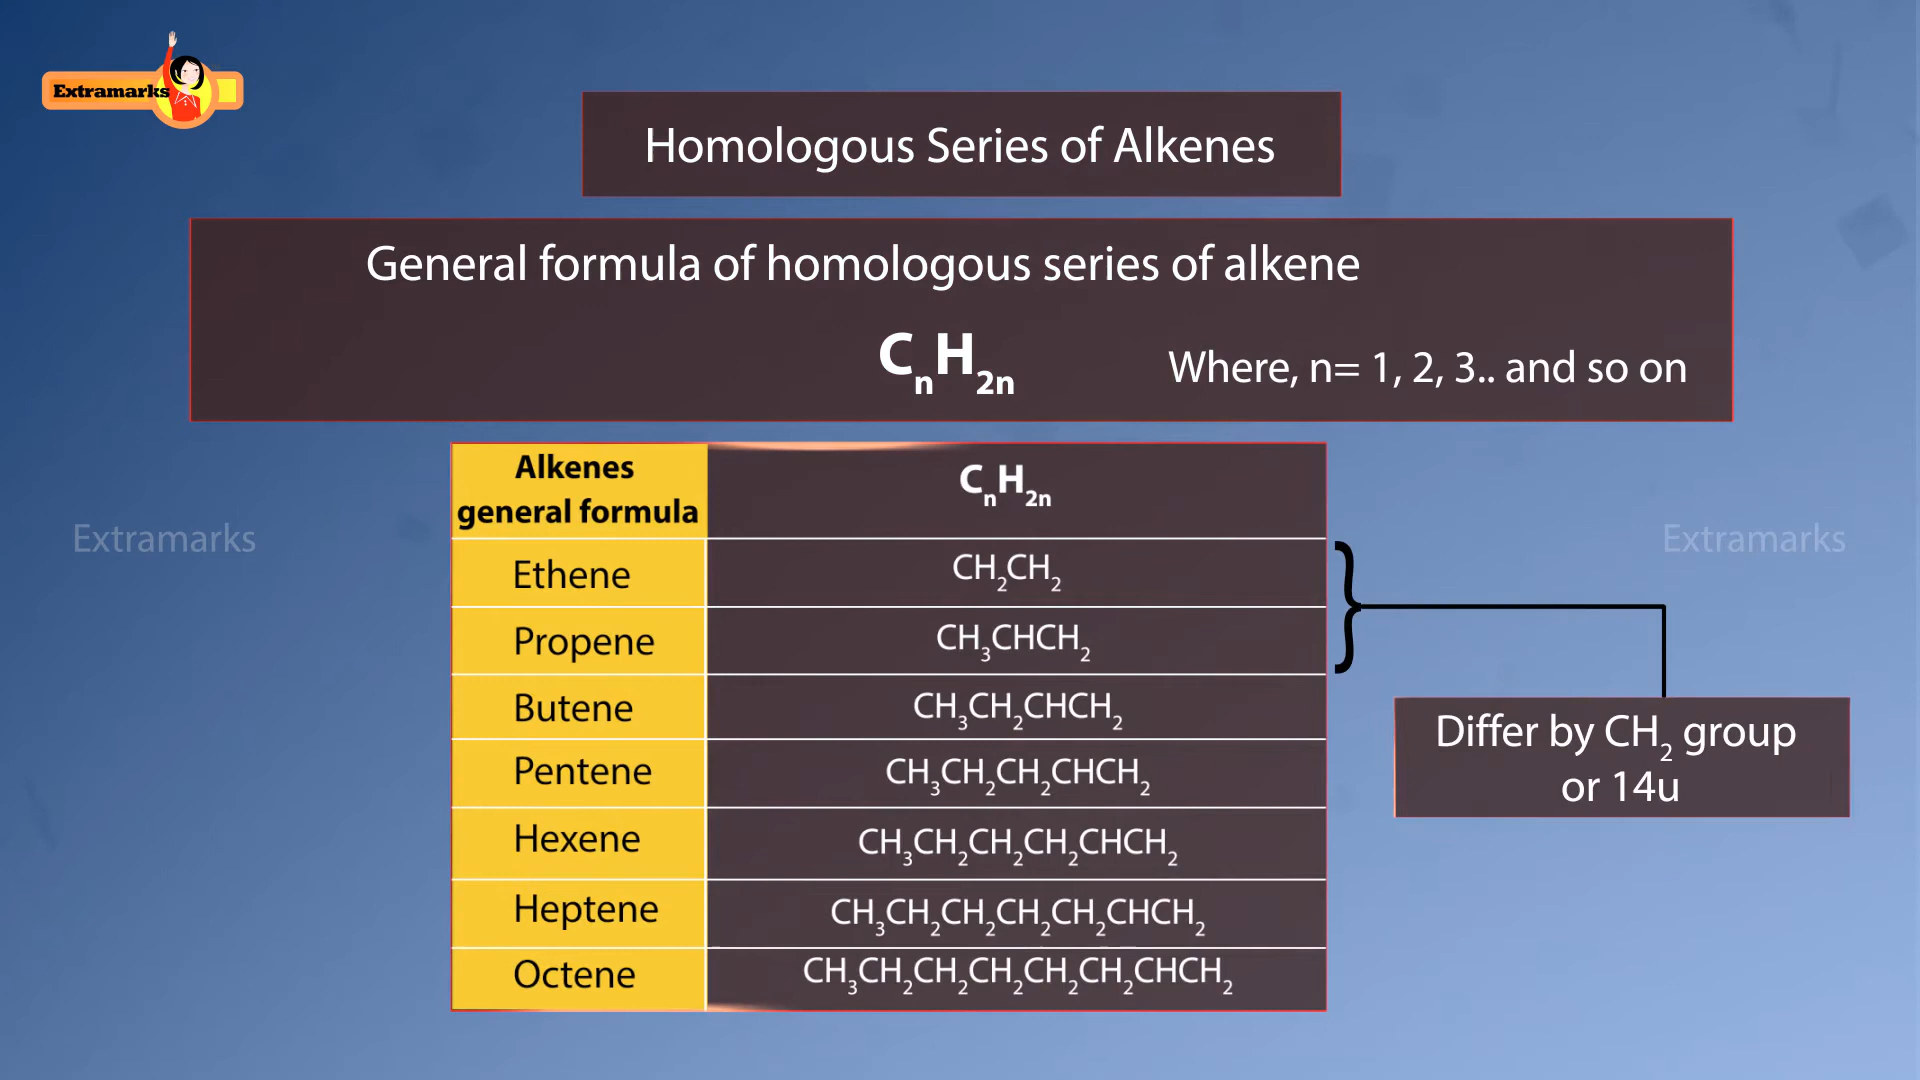 Extramarks
Homologous Series of Alkenes
General formula of homologous series of alkene
CₙH₂ₙ Where, n= 1, 2, 3.. and so on
Alkenes
general formula
CₙH₂ₙ
Extramarks
Extramarks
Ethene CH₂CH₂
Propene CH₃CHCH₂
Butene CH₃CH₂CHCH₂
Pentene CH₃CH₂CH₂CHCH₂
Hexene CH₃CH₂CH₂CH₂CHCH₂
Heptene CH₃CH₂CH₂CH₂CH₂CHCH₂
Octene CH₃CH₂CH₂CH₂CH₂CH₂CHCH₂
Differ by CH₂ group
or 14u